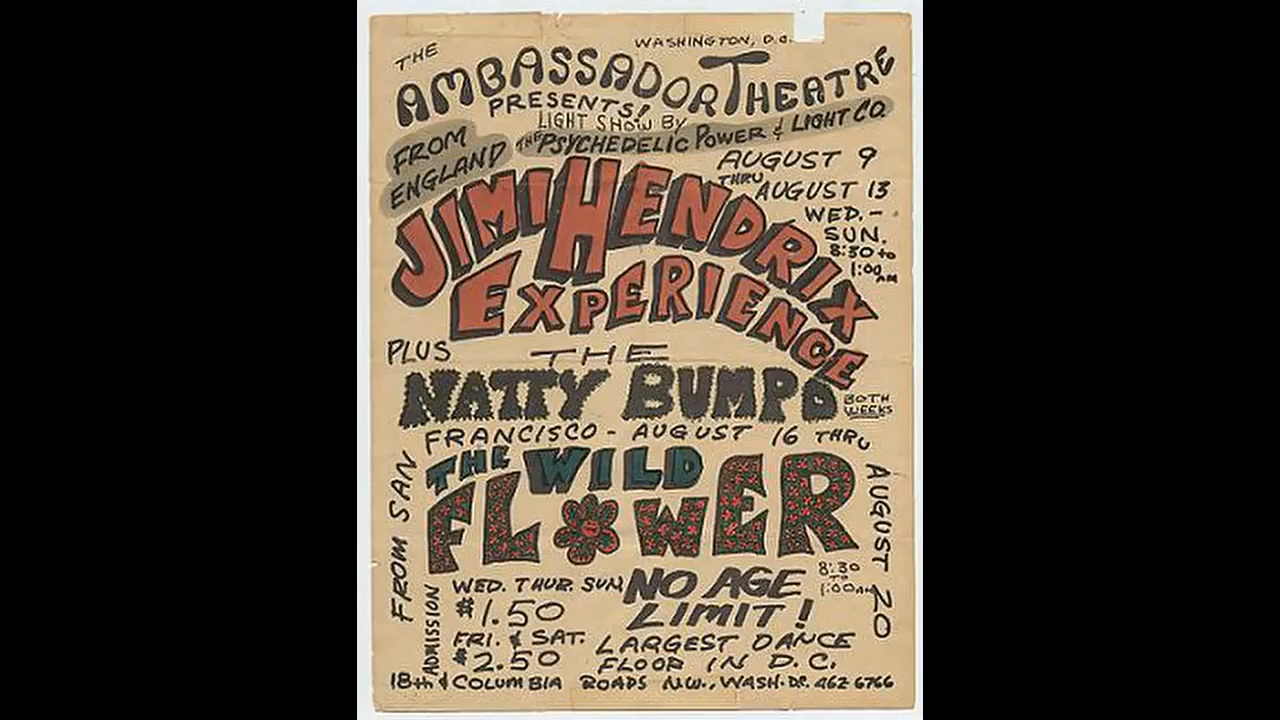 WASHINGTON, D.C.
THE
AMBASSADOR THEATRE
PRESENTS!
LIGHT SHOW BY
THE PSYCHEDELIC POWER & LIGHT CO.
FROM
ENGLAND
AUGUST 9
THRU
AUGUST 13
WED.-
SUN.
8:30 to
1:00
AM
JIMI HENDRIX
EXPERIENCE
PLUS
THE
NATTY BUMPO
BOTH
WEEKS
FROM SAN
FRANCISCO - AUGUST 16 THRU
AUGUST 20
THE WILD
FLOWER
8:30
TO
1:00AM
ADMISSION
WED. THUR. SUN.
$1.50
FRI. & SAT.
$2.50
NO AGE
LIMIT!
LARGEST DANCE
FLOOR IN D.C.
18th & COLUMBIA ROADS N.W., WASH. DC. 462 6766